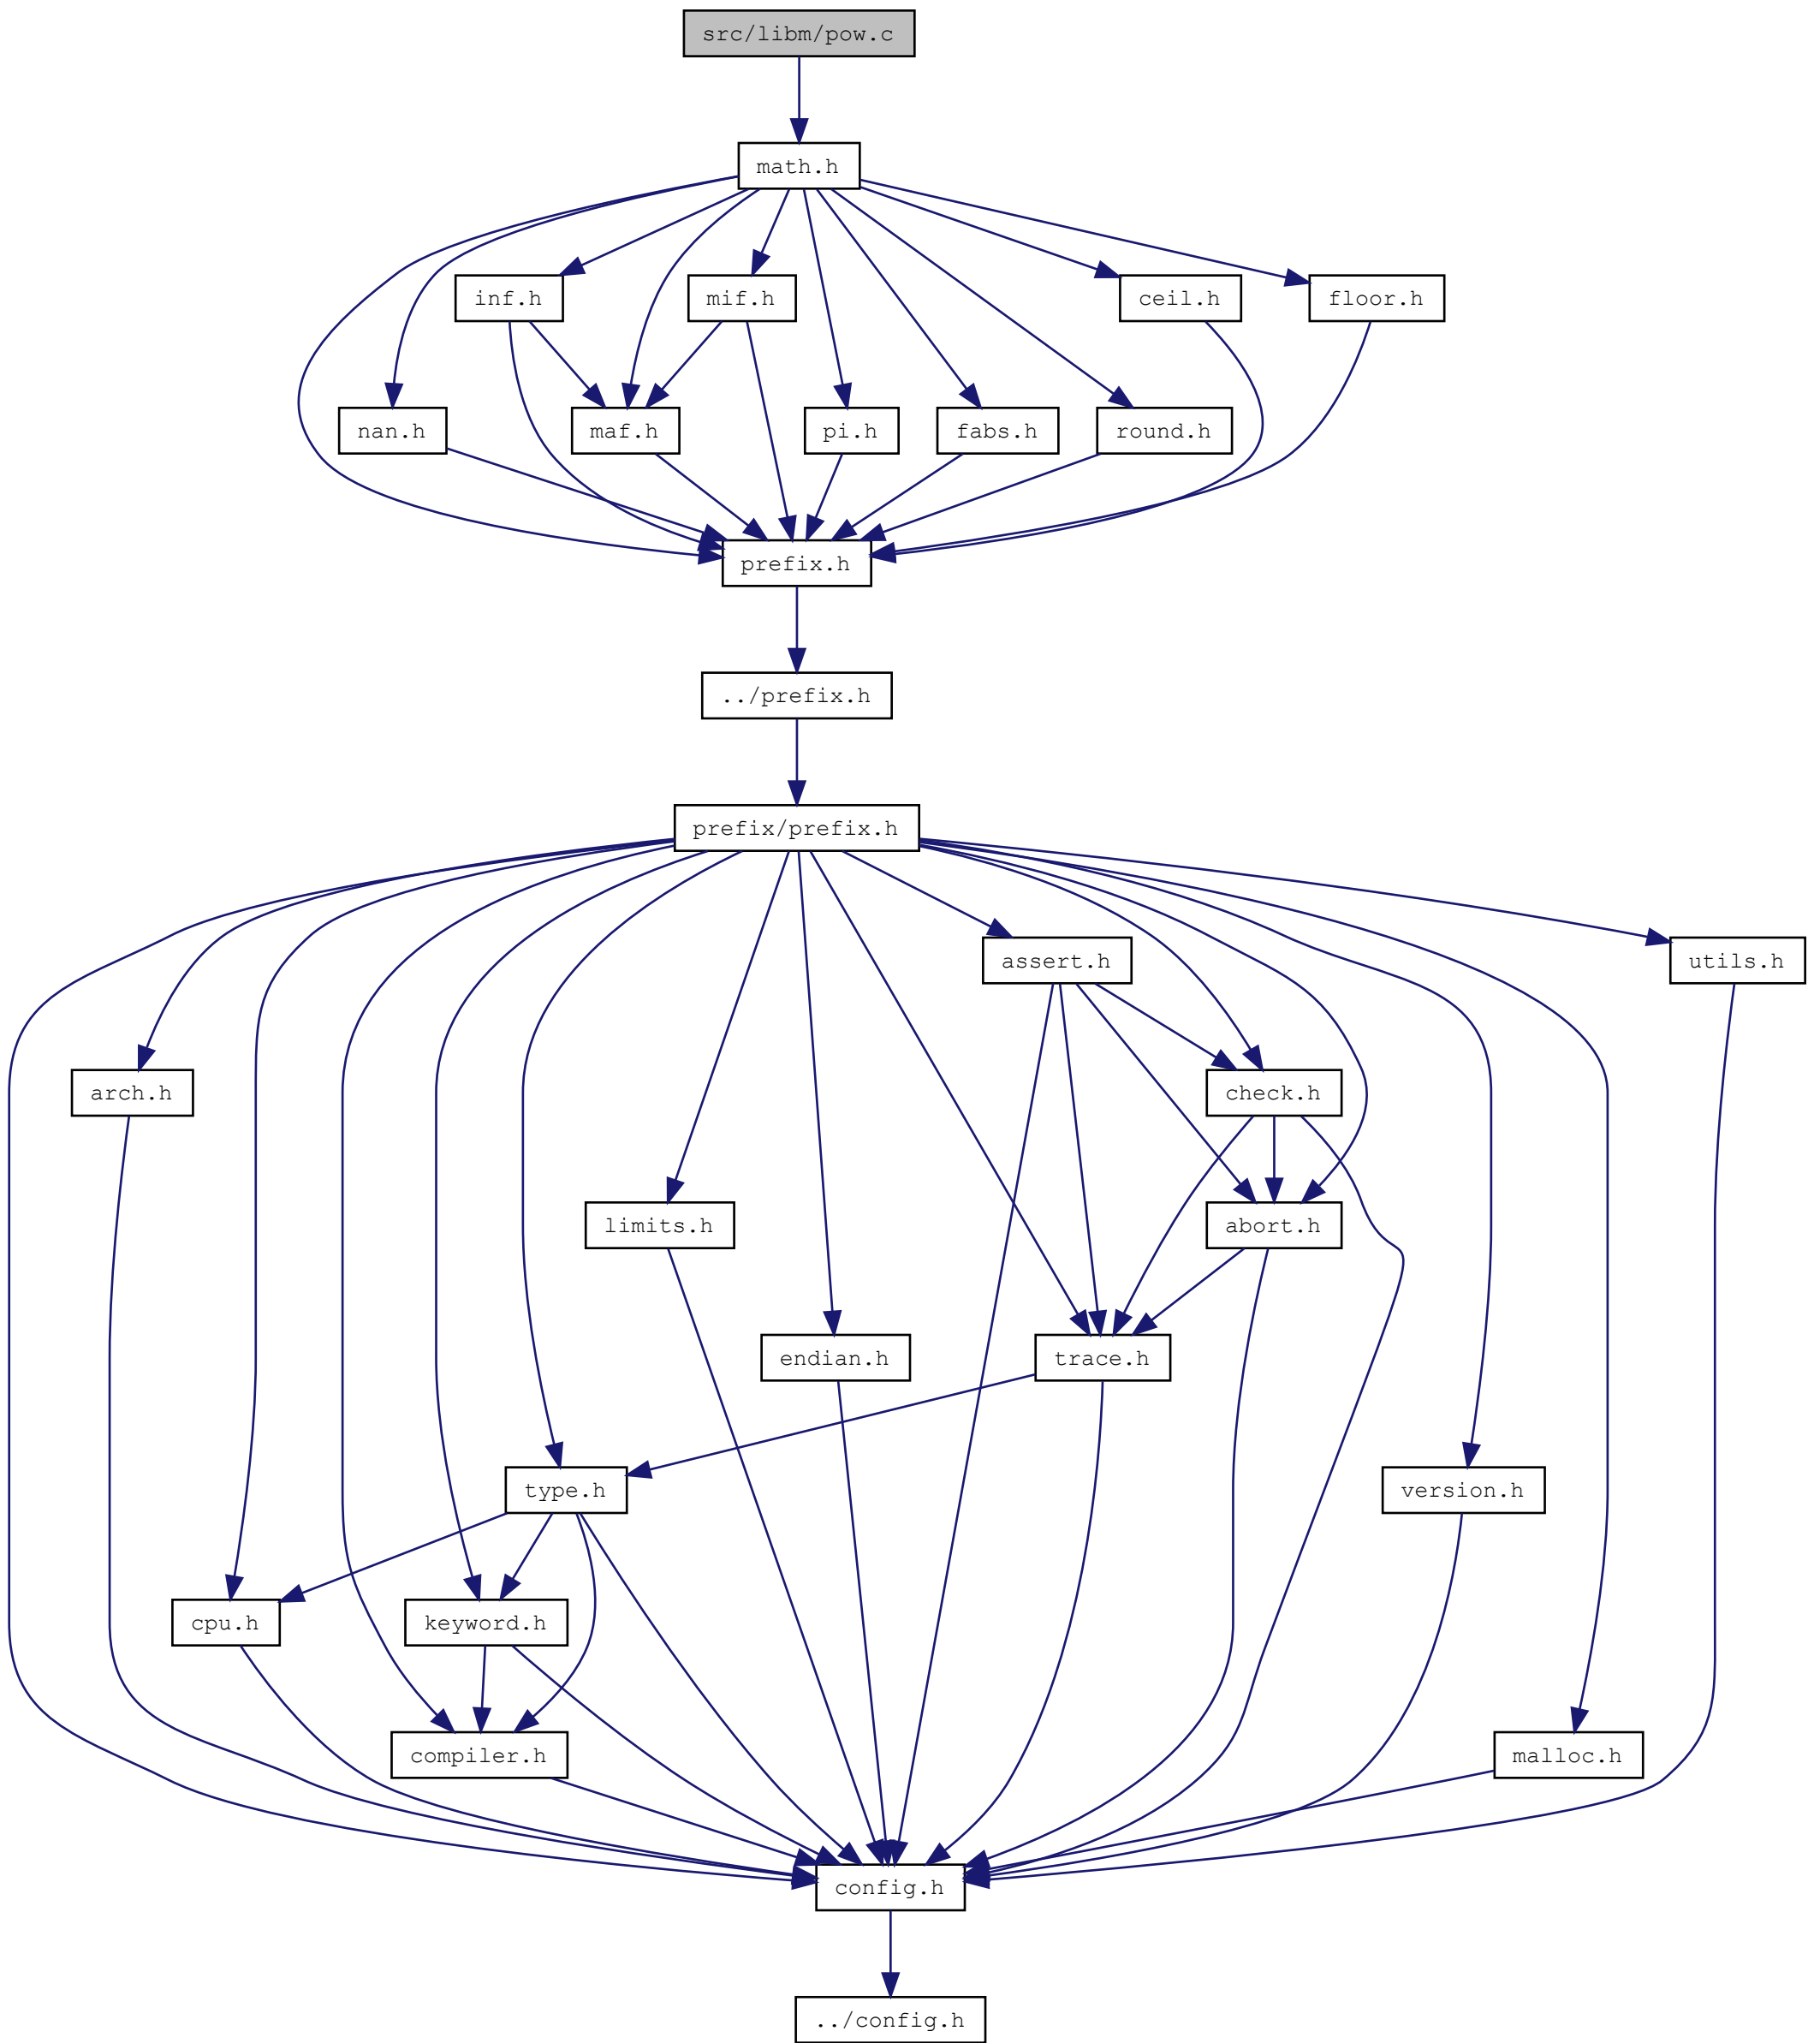 src/libm/pow.c
math.h
inf.h
mif.h
ceil.h
floor.h
nan.h
maf.h
pi.h
fabs.h
round.h
prefix.h
../prefix.h
prefix/prefix.h
assert.h
utils.h
arch.h
check.h
limits.h
abort.h
endian.h
trace.h
type.h
version.h
cpu.h
keyword.h
compiler.h
malloc.h
config.h
../config.h